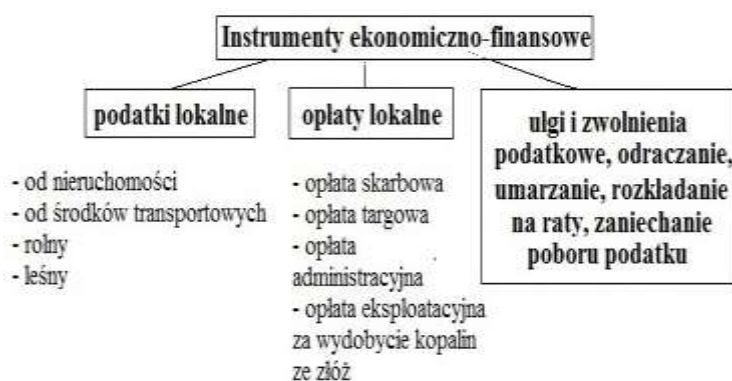 Instrumenty ekonomiczno-finansowe
podatki lokalne
- od nieruchomości
- od środków transportowych
- rolny
- leśny
opłaty lokalne
- opłata skarbowa
- opłata targowa
- opłata
administracyjna
- opłata eksploatacyjna
za wydobycie kopalin
ze złóż
ulgi i zwolnienia
podatkowe, odraczanie,
umarzanie, rozkładanie
na raty, zaniechanie
poboru podatku